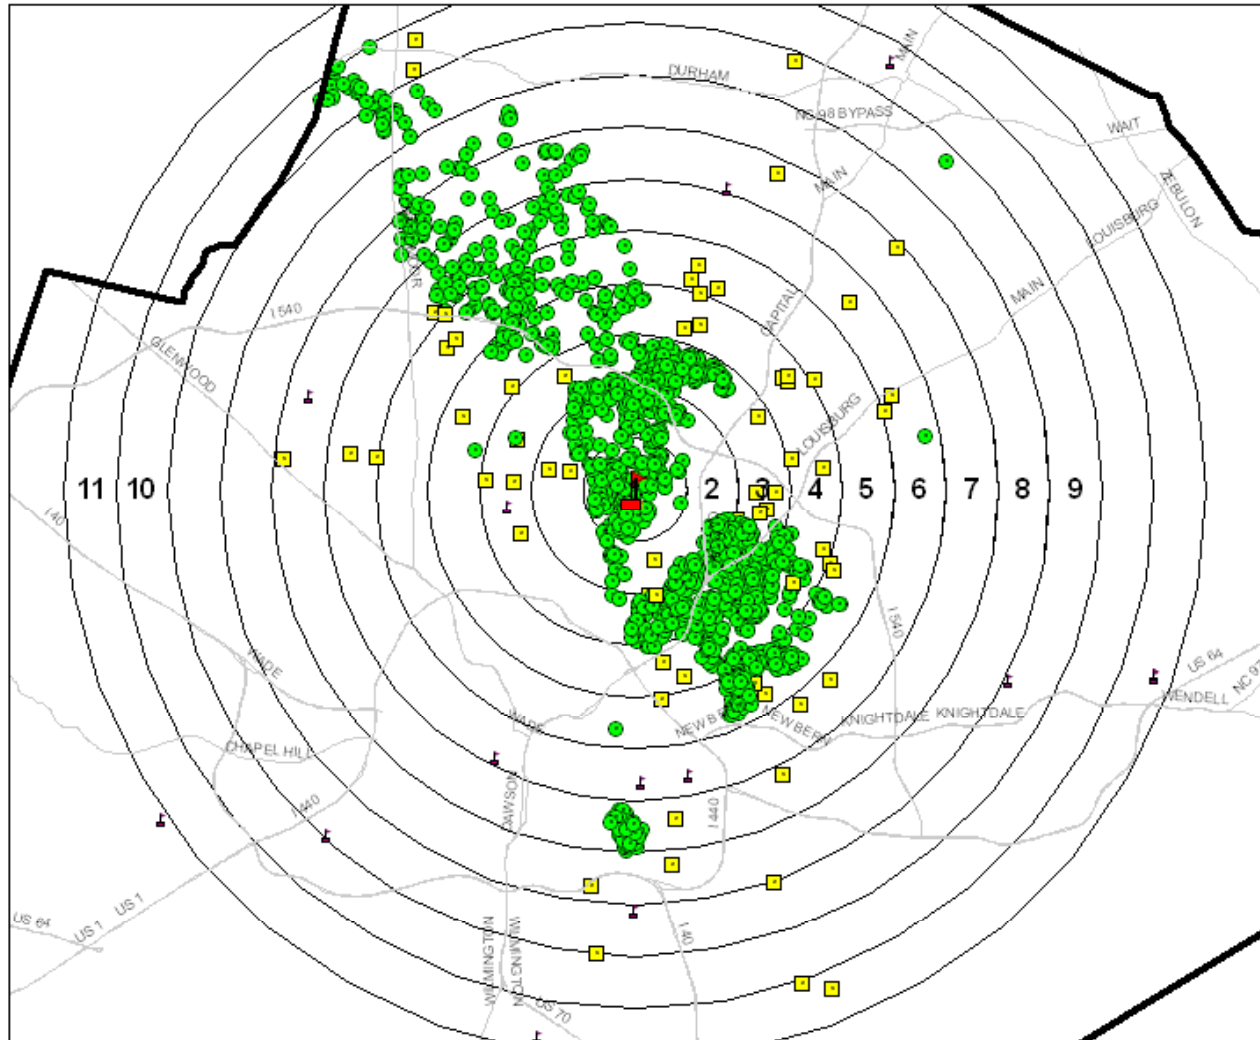 MAIN
DURHAM
NC 98 BYPASS
WAIT
MAIN
ZEBULON
LOUISBURG
I 540
MAIN
CAPITAL
GLENWOOD
LOUISBURG
11 10 2 3 4 5 6 7 8 9
I 40
I 540
WADE
US 64
NC 97
WENDELL
WADE
NEW BERN
NEW BERN
KNIGHTDALE KNIGHTDALE
CHAPEL HILL
DAWSON
I 440
I 440
US 1
US 1
US 64
I 40
WILMINGTON
WILMINGTON
US 70